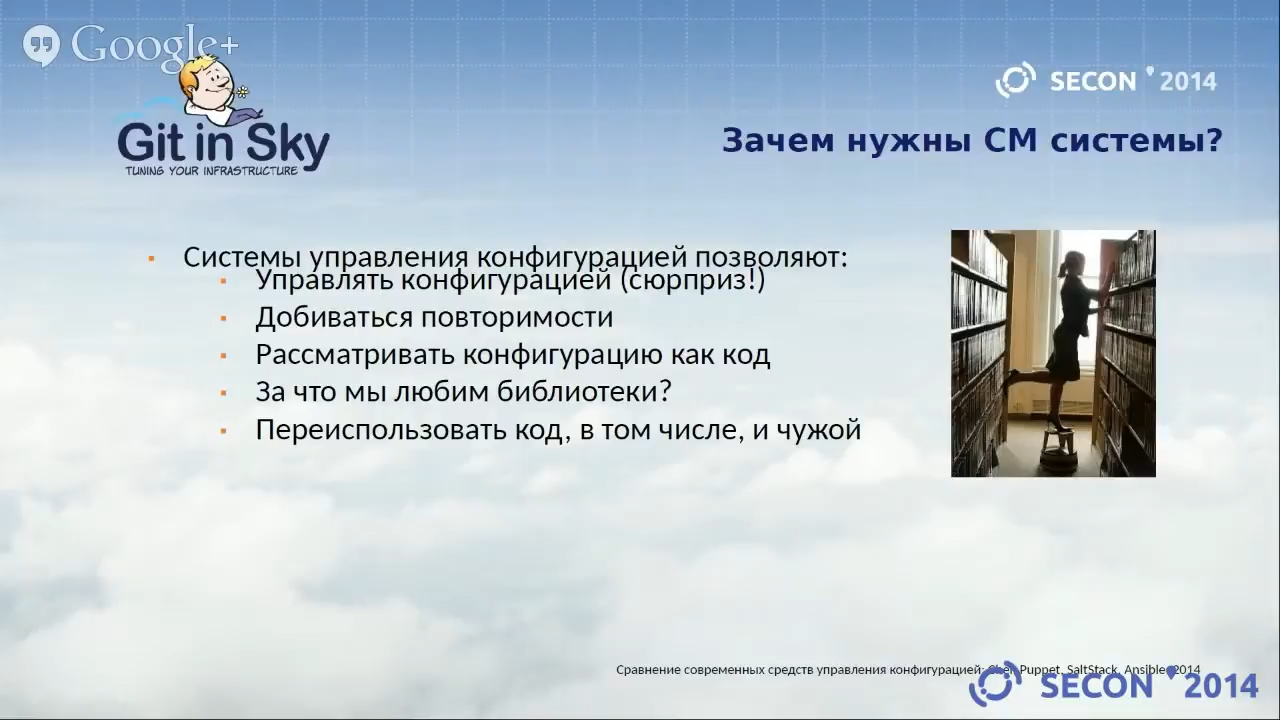 Google+
SECON 2014
Git in Sky
TUNING YOUR INFRASTRUCTURE
Зачем нужны СМ системы?
Системы управления конфигурацией позволяют:
Управлять конфигурацией (сюрприз!)
Добиваться повторимости
Рассматривать конфигурацию как код
За что мы любим библиотеки?
Переиспользовать код, в том числе, и чужой
Сравнение современных средств управления конфигурацией: Puppet, SaltStack, Ansible 2014
SECON 2014